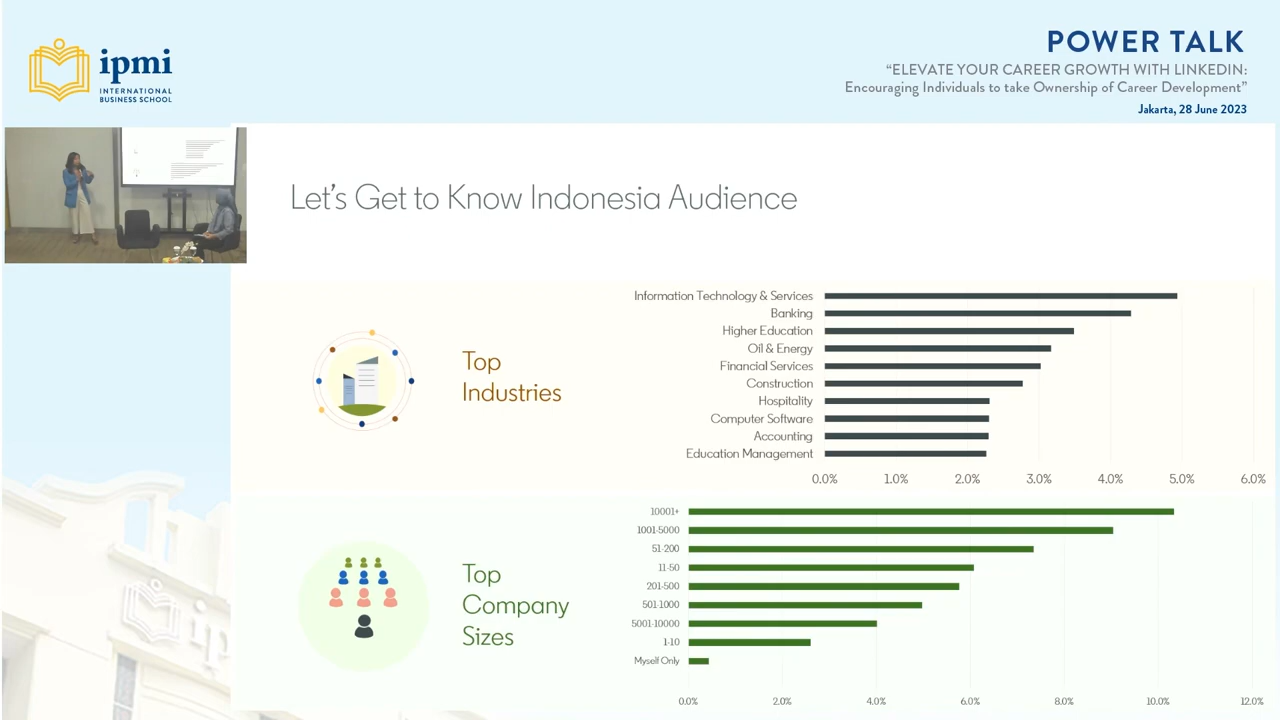 ipmi
INTERNATIONAL
BUSINESS SCHOOL
POWER TALK
“ELEVATE YOUR CAREER GROWTH WITH LINKEDIN:
Encouraging Individuals to take Ownership of Career Development”
Jakarta, 28 June 2023
Let's Get to Know Indonesia Audience
Top
Industries
Information Technology & Services
Banking
Higher Education
Oil & Energy
Financial Services
Construction
Hospitality
Computer Software
Accounting
Education Management
0.0% 1.0% 2.0% 3.0% 4.0% 5.0% 6.0%
Top
Company
Sizes
10001+
1001-5000
51-200
11-50
201-500
501-1000
5001-10000
1-10
Myself Only
0.0% 2.0% 4.0% 6.0% 8.0% 10.0% 12.0%